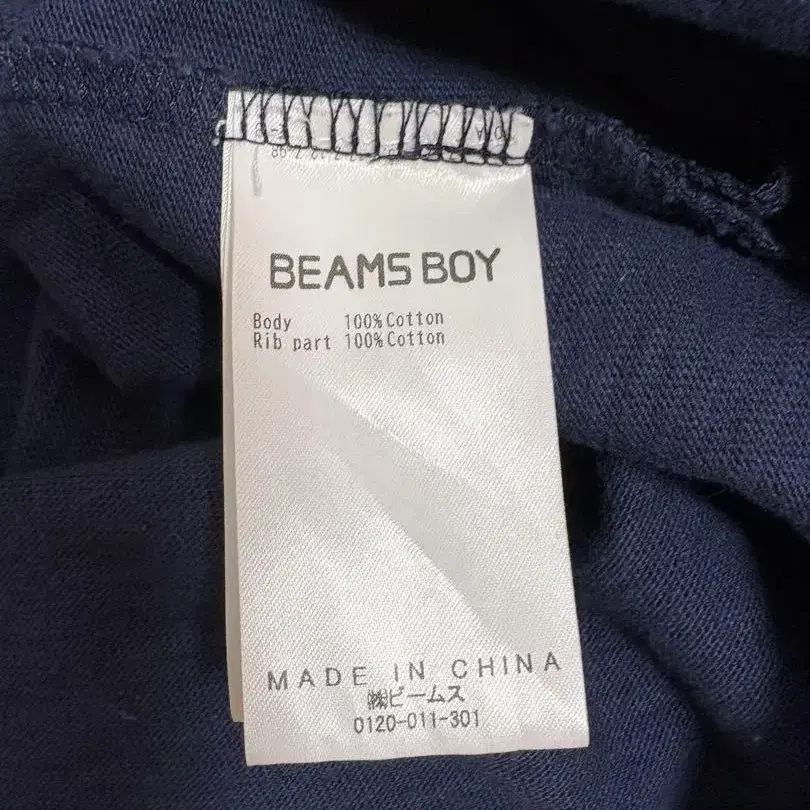 BEAMS BOY
Body 100%Cotton
Rib part 100%Cotton
MADE IN CHINA
㈱ビームス
0120-011-301